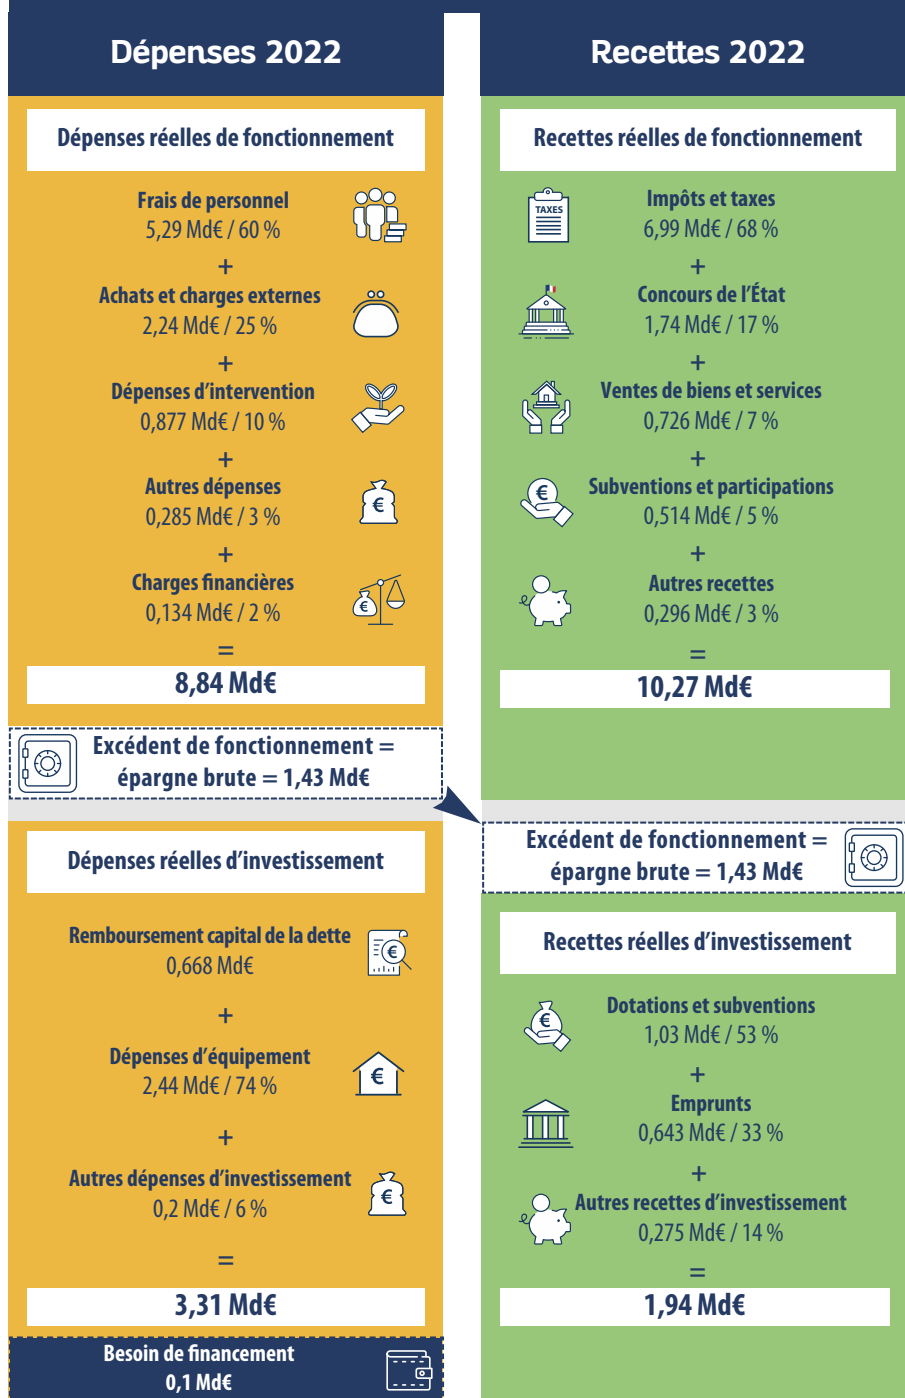 Dépenses 2022
Dépenses réelles de fonctionnement
Frais de personnel
5,29 Md€ / 60 %
+
Achats et charges externes
2,24 Md€ / 25 %
+
Dépenses d'intervention
0,877 Md€ / 10 %
+
Autres dépenses
0,285 Md€ / 3 %
€
+
Charges financières
0,134 Md€ / 2 %
€
=
8,84 Md€
Excédent de fonctionnement =
épargne brute = 1,43 Md€
Dépenses réelles d'investissement
Remboursement capital de la dette
0,668 Md€
€
+
Dépenses d'équipement
2,44 Md€ / 74 %
€
+
Autres dépenses d'investissement
0,2 Md€ / 6 %
€
=
3,31 Md€
Besoin de financement
0,1 Md€
Recettes 2022
Recettes réelles de fonctionnement
TAXES
Impôts et taxes
6,99 Md€ / 68 %
+
Concours de l'État
1,74 Md€ / 17 %
+
Ventes de biens et services
0,726 Md€ / 7 %
+
€
Subventions et participations
0,514 Md€ / 5 %
+
Autres recettes
0,296 Md€ / 3 %
=
10,27 Md€
Excédent de fonctionnement =
épargne brute = 1,43 Md€
Recettes réelles d'investissement
Dotations et subventions
1,03 Md€ / 53 %
€
+
Emprunts
0,643 Md€ / 33 %
+
Autres recettes d'investissement
0,275 Md€ / 14 %
=
1,94 Md€